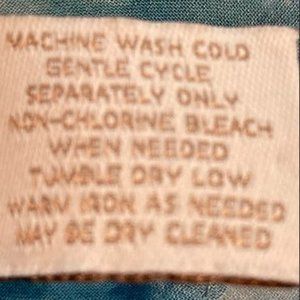 MACHINE WASH COLD
GENTLE CYCLE
SEPARATELY ONLY
NON-CHLORINE BLEACH
WHEN NEEDED
TUMBLE DRY LOW
WARM IRON AS NEEDED
MAY BE DRY CLEANED